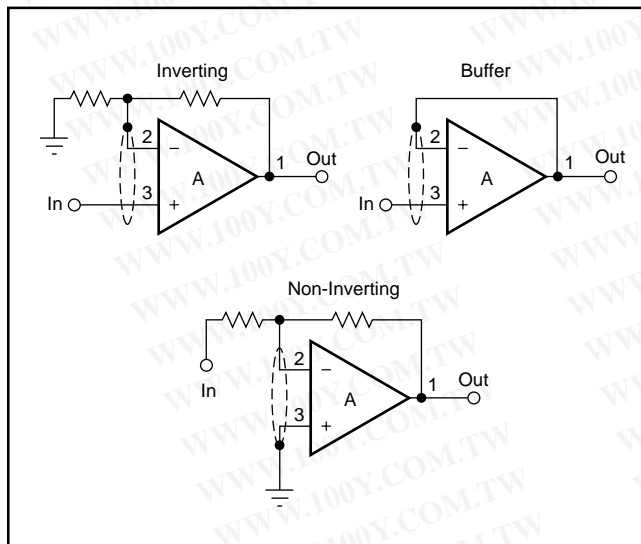 Inverting
2
−
1
Out
A
3
In
+
Buffer
2
−
1
Out
A
3
In
+
Non-Inverting
2
−
1
Out
In
A
3
+
WWW.100Y.COM.TW